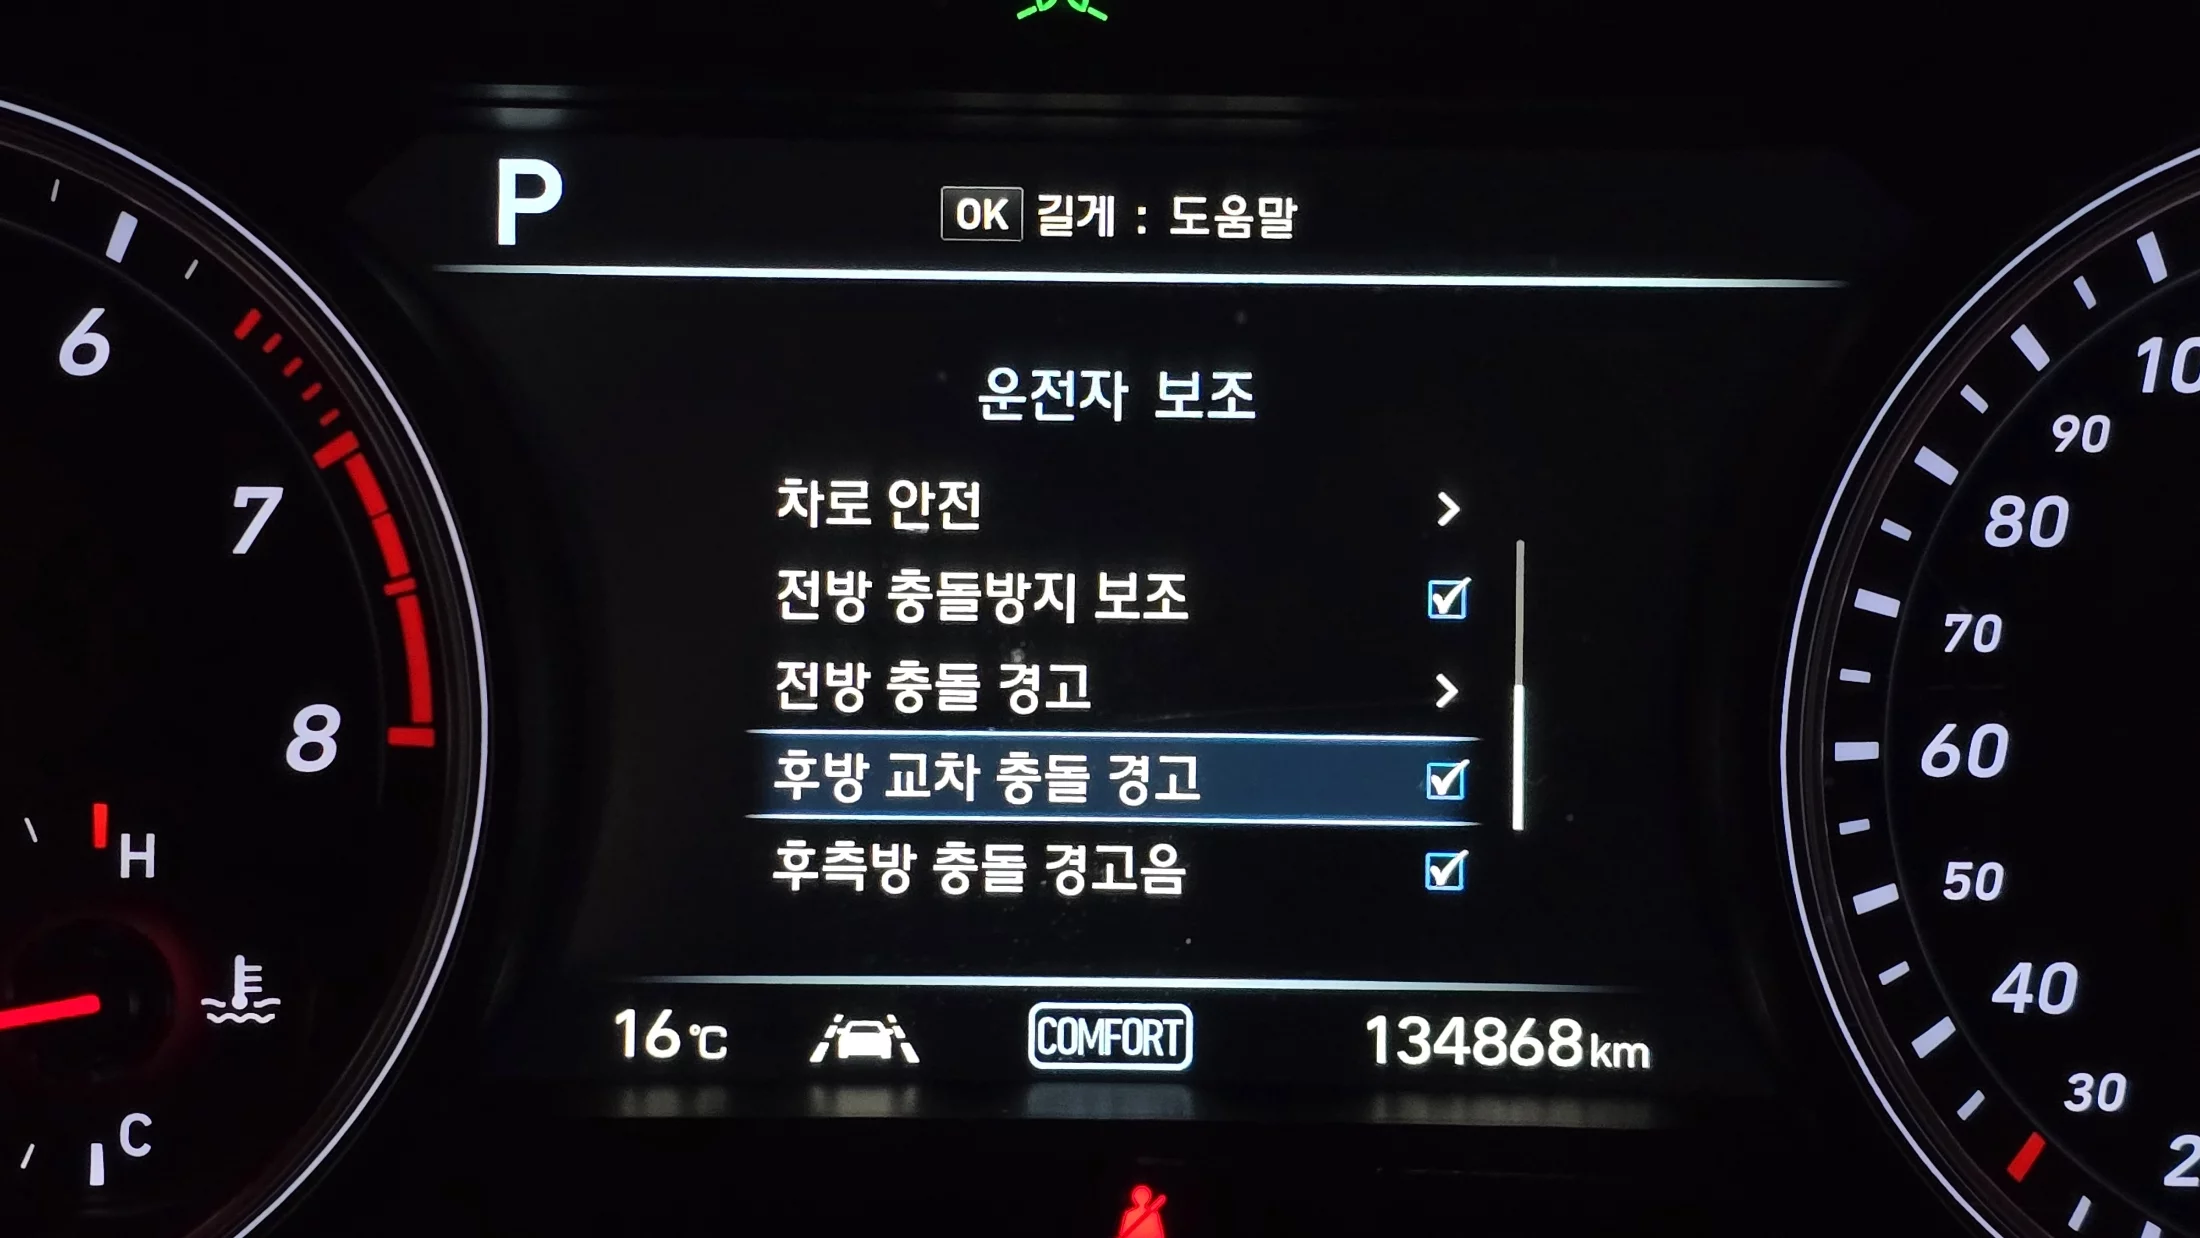 P
OK 길게 : 도움말
운전자 보조
차로 안전
전방 충돌방지 보조
전방 충돌 경고
후방 교차 충돌 경고
후측방 충돌 경고음
16℃
COMFORT
134868km
6
7
8
H
C
10
90
80
70
60
50
40
30
2